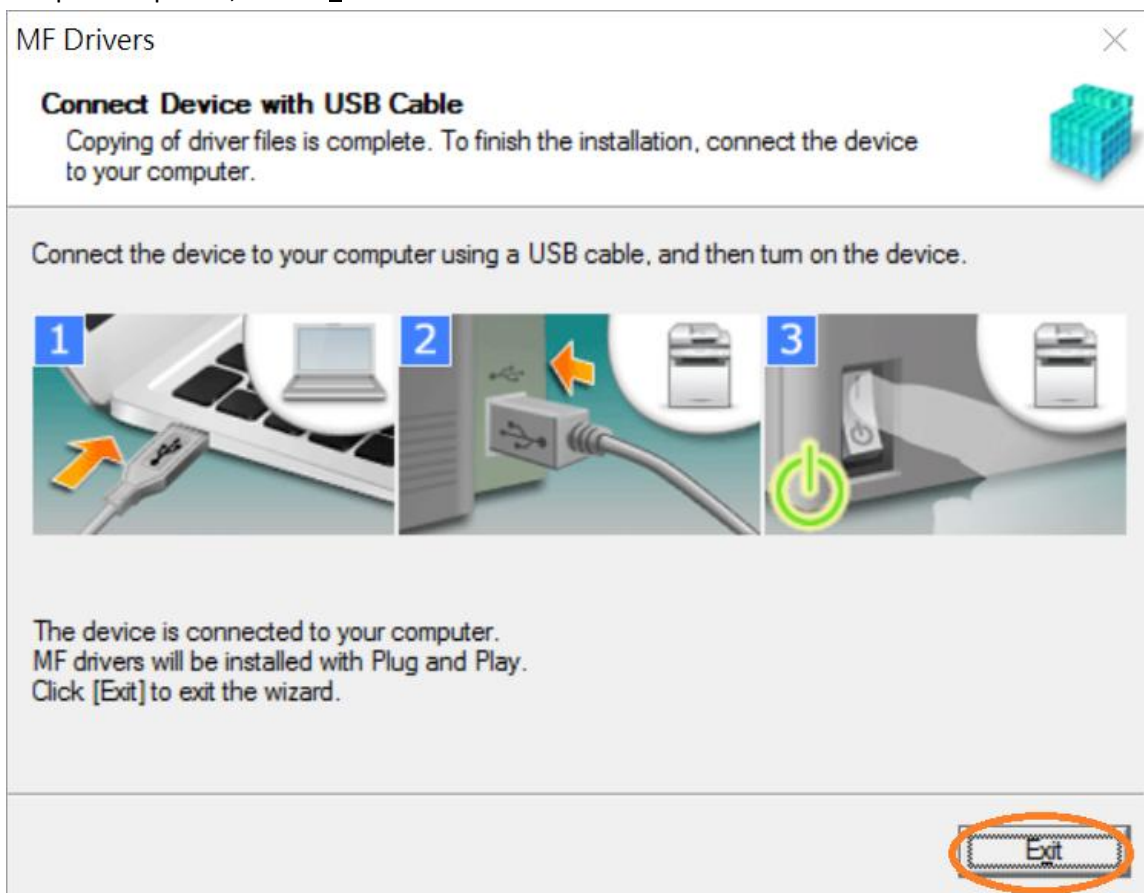 MF Drivers
Connect Device with USB Cable
Copying of driver files is complete. To finish the installation, connect the device
to your computer.
Connect the device to your computer using a USB cable, and then turn on the device.
1
2
3
The device is connected to your computer.
MF drivers will be installed with Plug and Play.
Click [Exit] to exit the wizard.
Exit